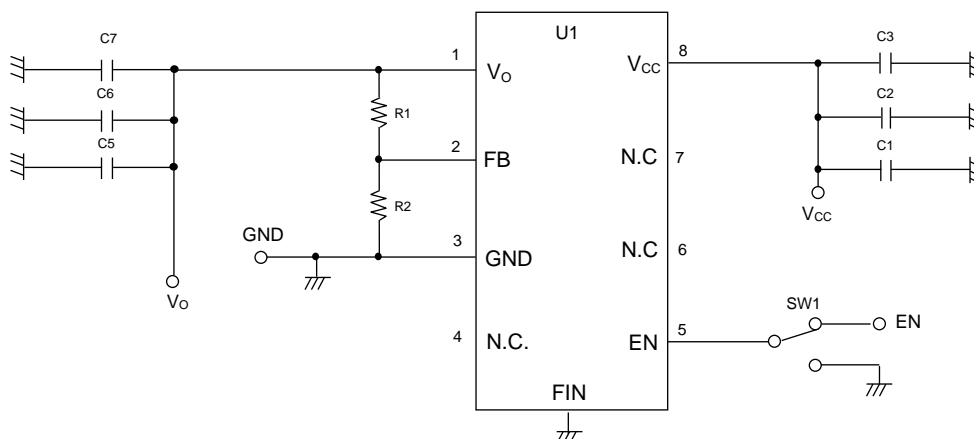 U1
C7
C6
C5
1
VO
R1
2
FB
R2
GND
3
GND
VO
4
N.C.
FIN
8
VCC
C3
C2
C1
VCC
7
N.C
6
N.C
5
EN
SW1
EN